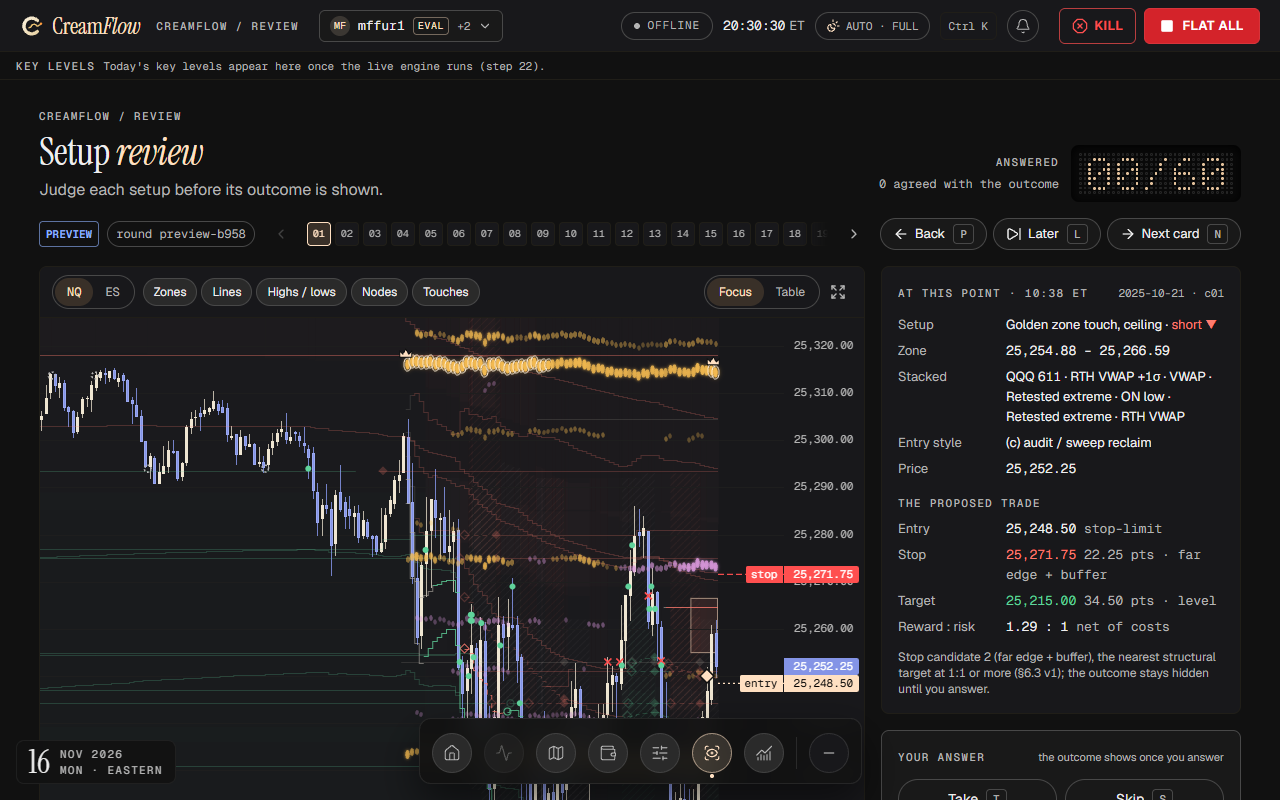 CreamFlow CREAMFLOW / REVIEW MF mffur1 EVAL +2 OFFLINE 20:30:30 ET AUTO · FULL Ctrl K KILL FLAT ALL
KEY LEVELS Today's key levels appear here once the live engine runs (step 22).
CREAMFLOW / REVIEW
Setup review
Judge each setup before its outcome is shown.
ANSWERED
0 agreed with the outcome
00/60
PREVIEW round preview-b958 01 02 03 04 05 06 07 08 09 10 11 12 13 14 15 16 17 18
Back P Later L Next card N
NQ ES Zones Lines Highs / lows Nodes Touches Focus Table
25,320.00
25,310.00
25,300.00
25,290.00
25,280.00
stop 25,271.75
25,260.00
25,252.25
entry 25,248.50
AT THIS POINT · 10:38 ET 2025-10-21 · c01
Setup Golden zone touch, ceiling · short ▼
Zone 25,254.88 – 25,266.59
Stacked QQQ 611 · RTH VWAP +1σ · VWAP ·
Retested extreme · ON low ·
Retested extreme · RTH VWAP
Entry style (c) audit / sweep reclaim
Price 25,252.25
THE PROPOSED TRADE
Entry 25,248.50 stop-limit
Stop 25,271.75 22.25 pts · far
edge + buffer
Target 25,215.00 34.50 pts · level
Reward : risk 1.29 : 1 net of costs
Stop candidate 2 (far edge + buffer), the nearest structural
target at 1:1 or more (§6.3 v1); the outcome stays hidden
until you answer.
YOUR ANSWER the outcome shows once you answer
Take T Skip S
16 NOV 2026
MON · EASTERN